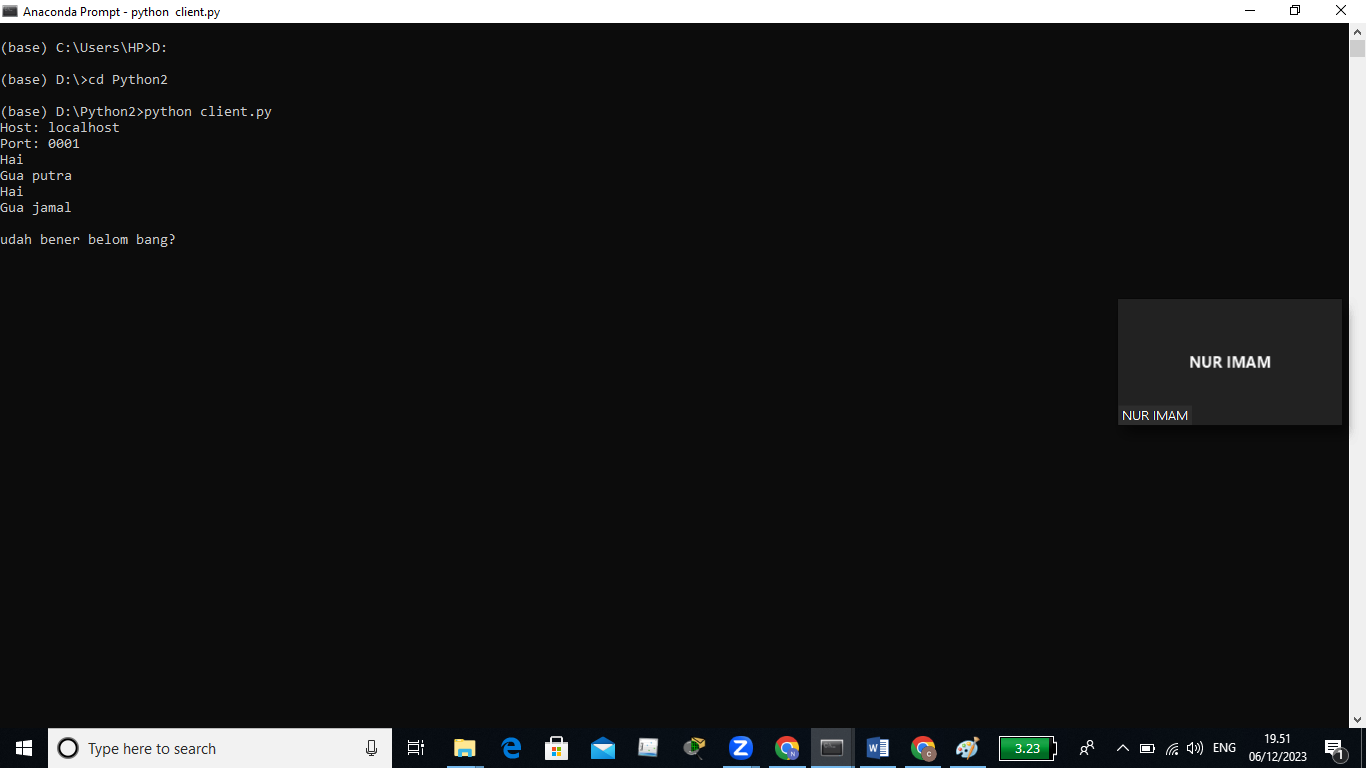 Anaconda Prompt - python  client.py
(base) C:\Users\HP>D:
(base) D:\>cd Python2
(base) D:\Python2>python client.py
Host: localhost
Port: 0001
Hai
Gua putra
Hai
Gua jamal
udah bener belom bang?
NUR IMAM
NUR IMAM
Type here to search
N
C
3.23
ENG
19.51
06/12/2023
1